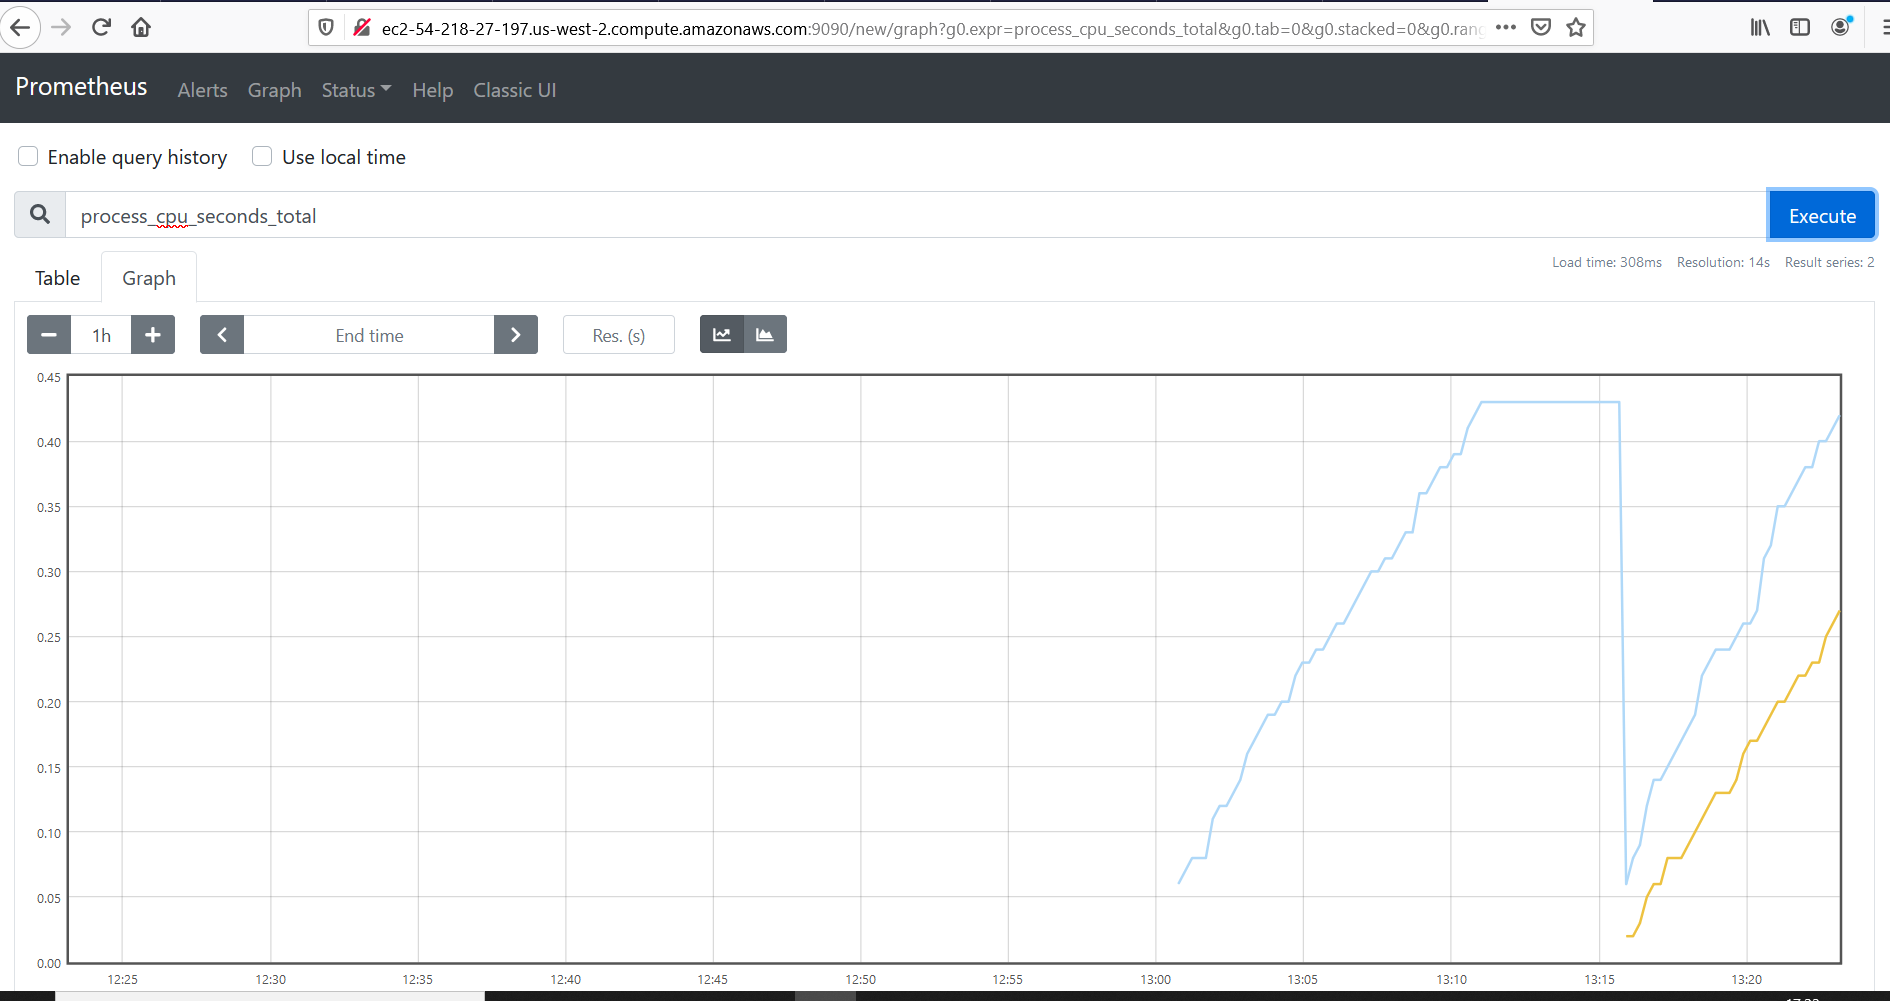 ec2-54-218-27-197.us-west-2.compute.amazonaws.com:9090/new/graph?g0.expr=process_cpu_seconds_total&g0.tab=0&g0.stacked=0&g0.rang
Prometheus Alerts Graph Status Help Classic UI
Enable query history Use local time
process_cpu_seconds_total Execute
Load time: 308ms Resolution: 14s Result series: 2
Table Graph
1h End time Res. (s)
0.45
0.40
0.35
0.30
0.25
0.20
0.15
0.10
0.05
0.00
12:25 12:30 12:35 12:40 12:45 12:50 12:55 13:00 13:05 13:10 13:15 13:20